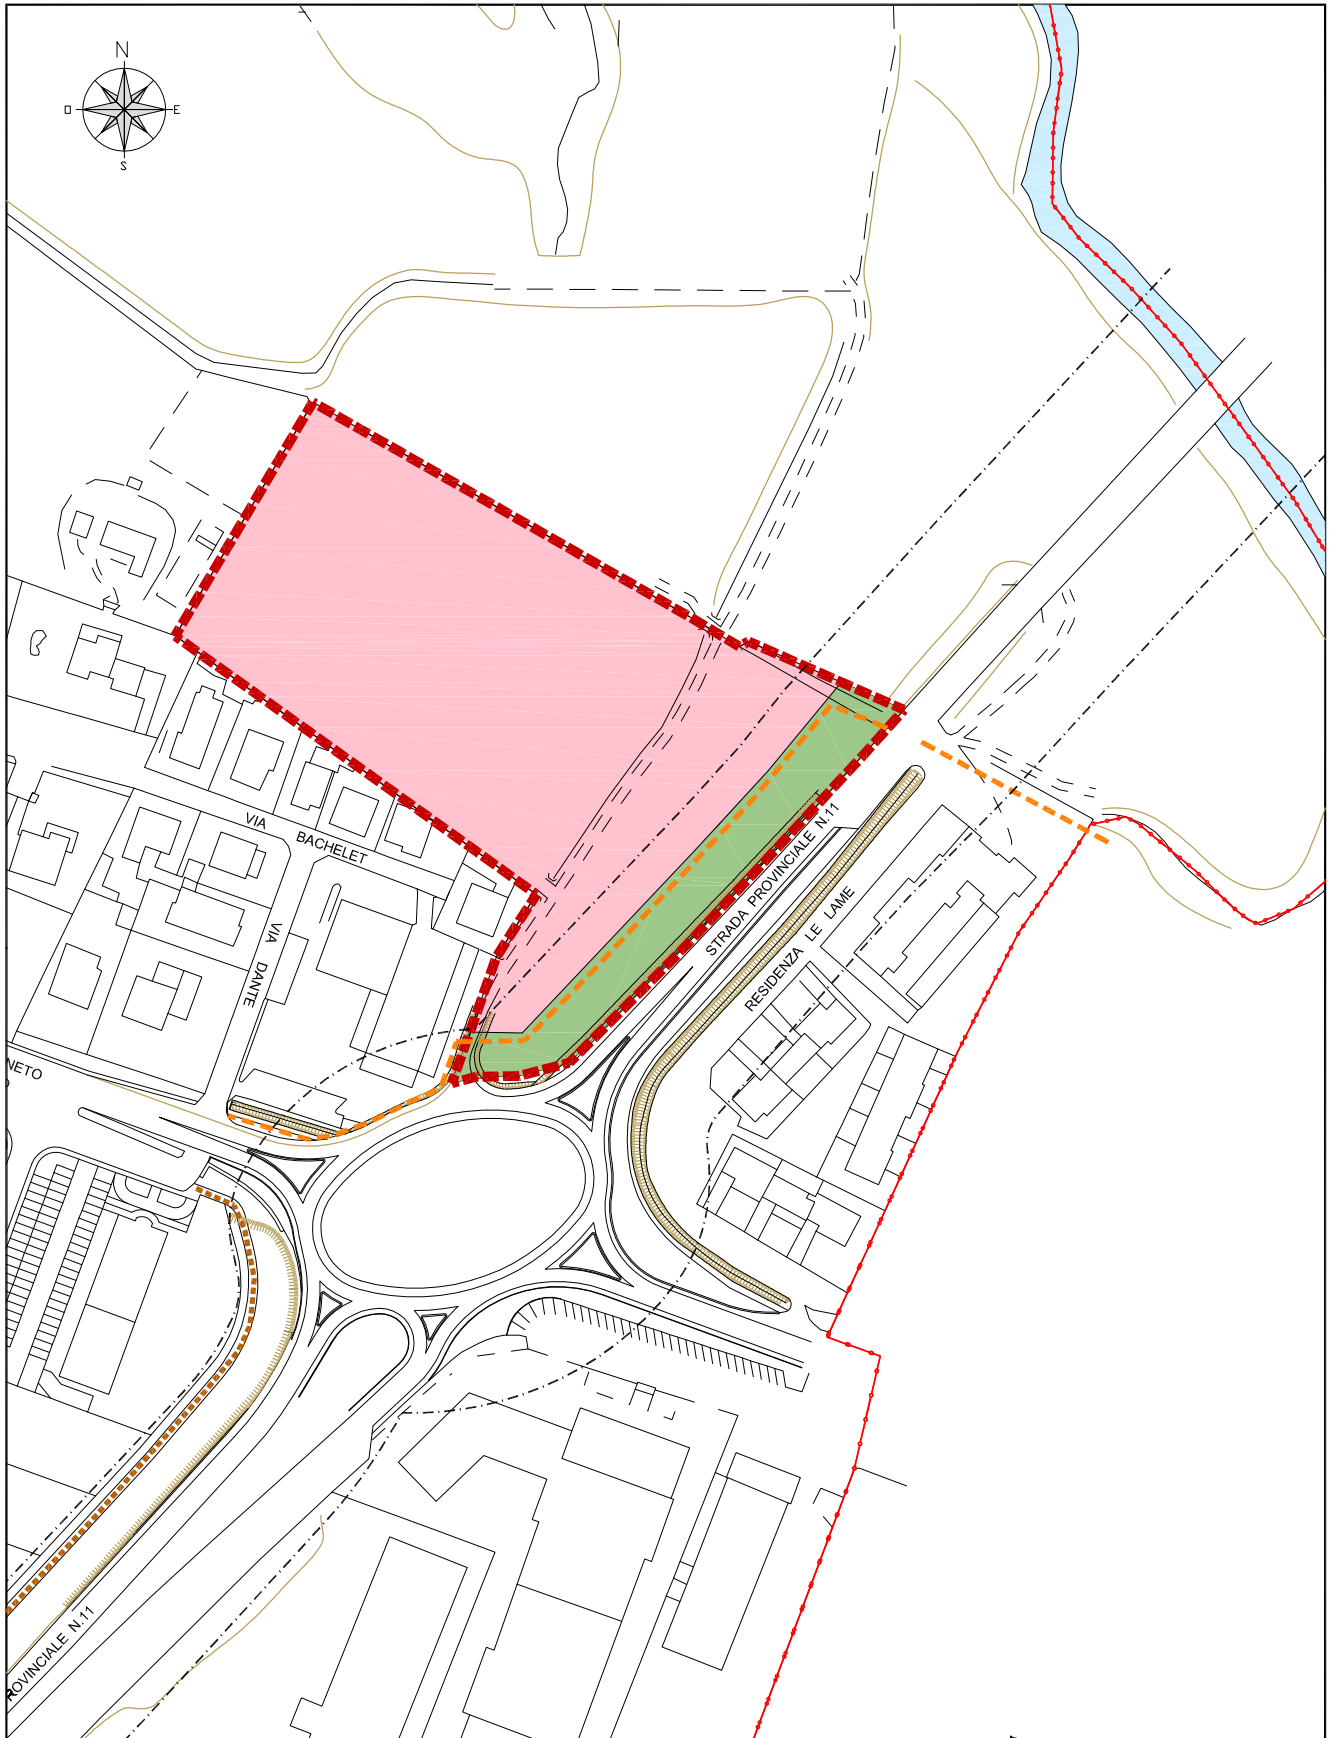 N
O
E
S
VIA BACHELET
VIA DANTE
STRADA PROVINCIALE N.11
RESIDENZA LE LAME
NETO
ROVINCIALE N.11